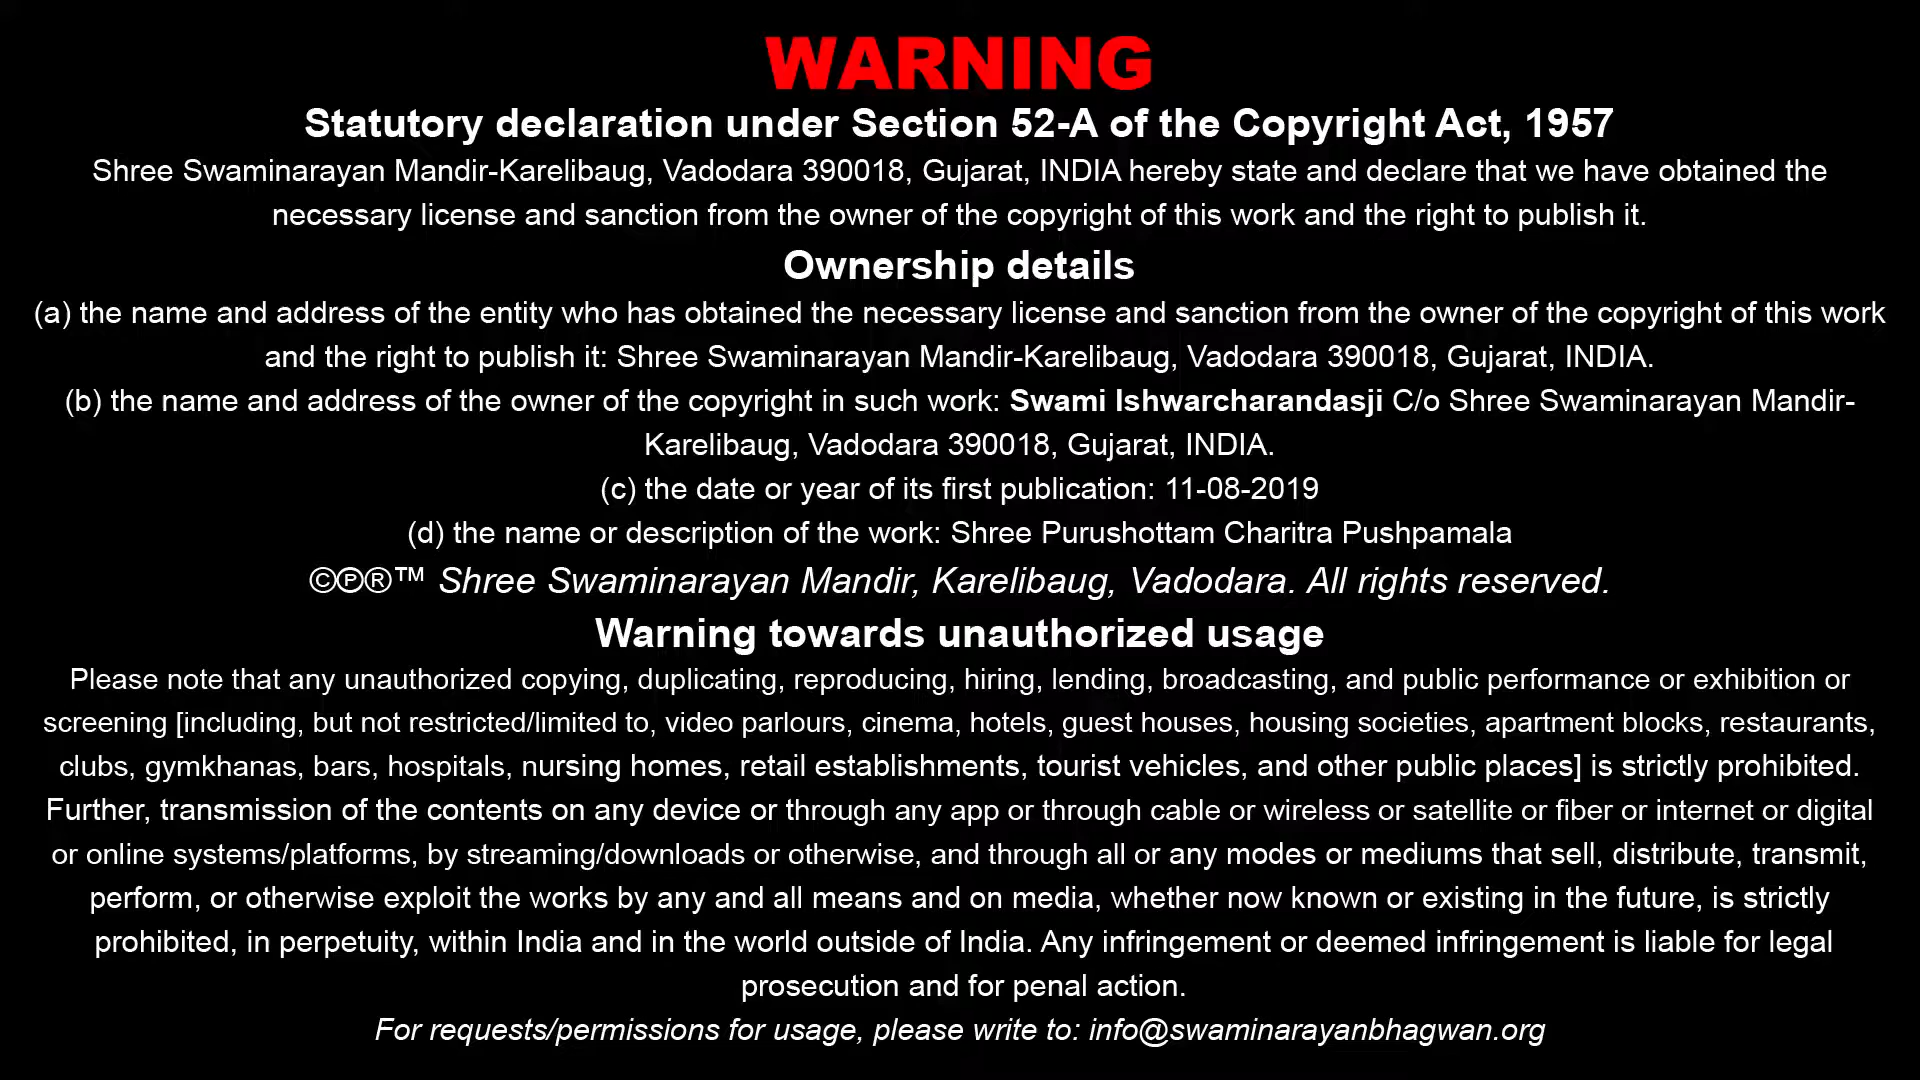 WARNING
Statutory declaration under Section 52-A of the Copyright Act, 1957
Shree Swaminarayan Mandir-Karelibaug, Vadodara 390018, Gujarat, INDIA hereby state and declare that we have obtained the
necessary license and sanction from the owner of the copyright of this work and the right to publish it.
Ownership details
(a) the name and address of the entity who has obtained the necessary license and sanction from the owner of the copyright of this work
and the right to publish it: Shree Swaminarayan Mandir-Karelibaug, Vadodara 390018, Gujarat, INDIA.
(b) the name and address of the owner of the copyright in such work: Swami Ishwarcharandasji C/o Shree Swaminarayan Mandir-
Karelibaug, Vadodara 390018, Gujarat, INDIA.
(c) the date or year of its first publication: 11-08-2019
(d) the name or description of the work: Shree Purushottam Charitra Pushpamala
©℗®™ Shree Swaminarayan Mandir, Karelibaug, Vadodara. All rights reserved.
Warning towards unauthorized usage
Please note that any unauthorized copying, duplicating, reproducing, hiring, lending, broadcasting, and public performance or exhibition or
screening [including, but not restricted/limited to, video parlours, cinema, hotels, guest houses, housing societies, apartment blocks, restaurants,
clubs, gymkhanas, bars, hospitals, nursing homes, retail establishments, tourist vehicles, and other public places] is strictly prohibited.
Further, transmission of the contents on any device or through any app or through cable or wireless or satellite or fiber or internet or digital
or online systems/platforms, by streaming/downloads or otherwise, and through all or any modes or mediums that sell, distribute, transmit,
perform, or otherwise exploit the works by any and all means and on media, whether now known or existing in the future, is strictly
prohibited, in perpetuity, within India and in the world outside of India. Any infringement or deemed infringement is liable for legal
prosecution and for penal action.
For requests/permissions for usage, please write to: info@swaminarayanbhagwan.org